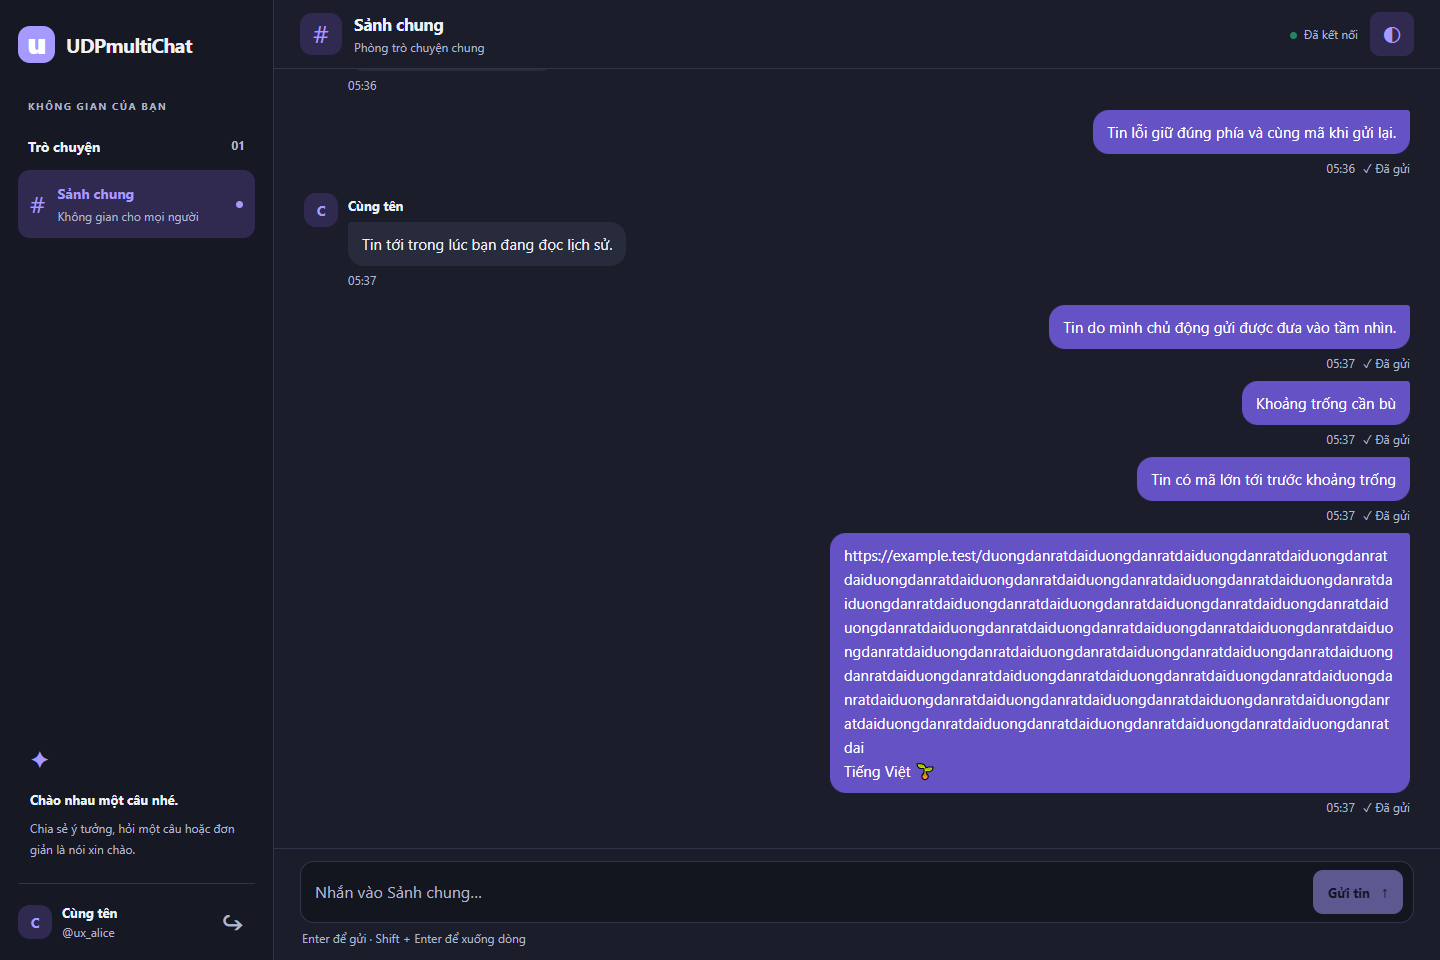 u UDPmultiChat
KHÔNG GIAN CỦA BẠN
Trò chuyện 01
# Sảnh chung
Không gian cho mọi người
Chào nhau một câu nhé.
Chia sẻ ý tưởng, hỏi một câu hoặc đơn
giản là nói xin chào.
C Cùng tên
@ux_alice
# Sảnh chung
Phòng trò chuyện chung
Đã kết nối
05:36
Tin lỗi giữ đúng phía và cùng mã khi gửi lại.
05:36 ✓ Đã gửi
C Cùng tên
Tin tới trong lúc bạn đang đọc lịch sử.
05:37
Tin do mình chủ động gửi được đưa vào tầm nhìn.
05:37 ✓ Đã gửi
Khoảng trống cần bù
05:37 ✓ Đã gửi
Tin có mã lớn tới trước khoảng trống
05:37 ✓ Đã gửi
https://example.test/duongdanratdaiduongdanratdaiduongdanratdaiduongdanrat
daiduongdanratdaiduongdanratdaiduongdanratdaiduongdanratdaiduongdanratda
iduongdanratdaiduongdanratdaiduongdanratdaiduongdanratdaiduongdanratdaid
uongdanratdaiduongdanratdaiduongdanratdaiduongdanratdaiduongdanratdaiduo
ngdanratdaiduongdanratdaiduongdanratdaiduongdanratdaiduongdanratdaiduong
danratdaiduongdanratdaiduongdanratdaiduongdanratdaiduongdanratdaiduongda
nratdaiduongdanratdaiduongdanratdaiduongdanratdaiduongdanratdaiduongdanr
atdaiduongdanratdaiduongdanratdaiduongdanratdaiduongdanratdaiduongdanrat
dai
Tiếng Việt 🌱
05:37 ✓ Đã gửi
Nhắn vào Sảnh chung...
Gửi tin ↑
Enter để gửi · Shift + Enter để xuống dòng